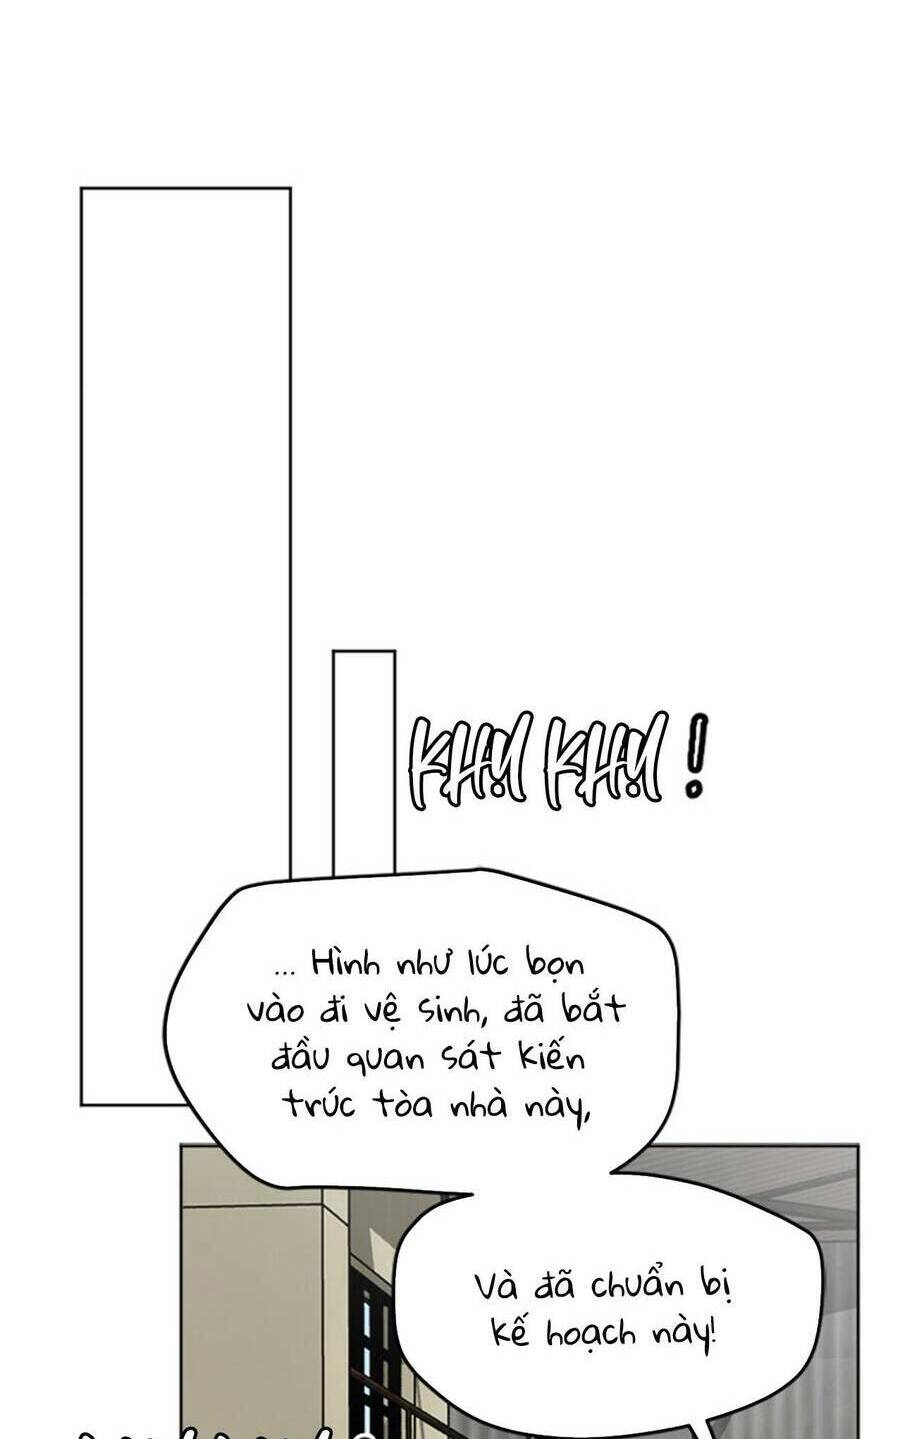 KHỤ KHỤ!
... Hình như lúc bọn
vào đi vệ sinh, đã bắt
đầu quan sát kiến
trúc tòa nhà này,
Và đã chuẩn bị
kế hoạch này!